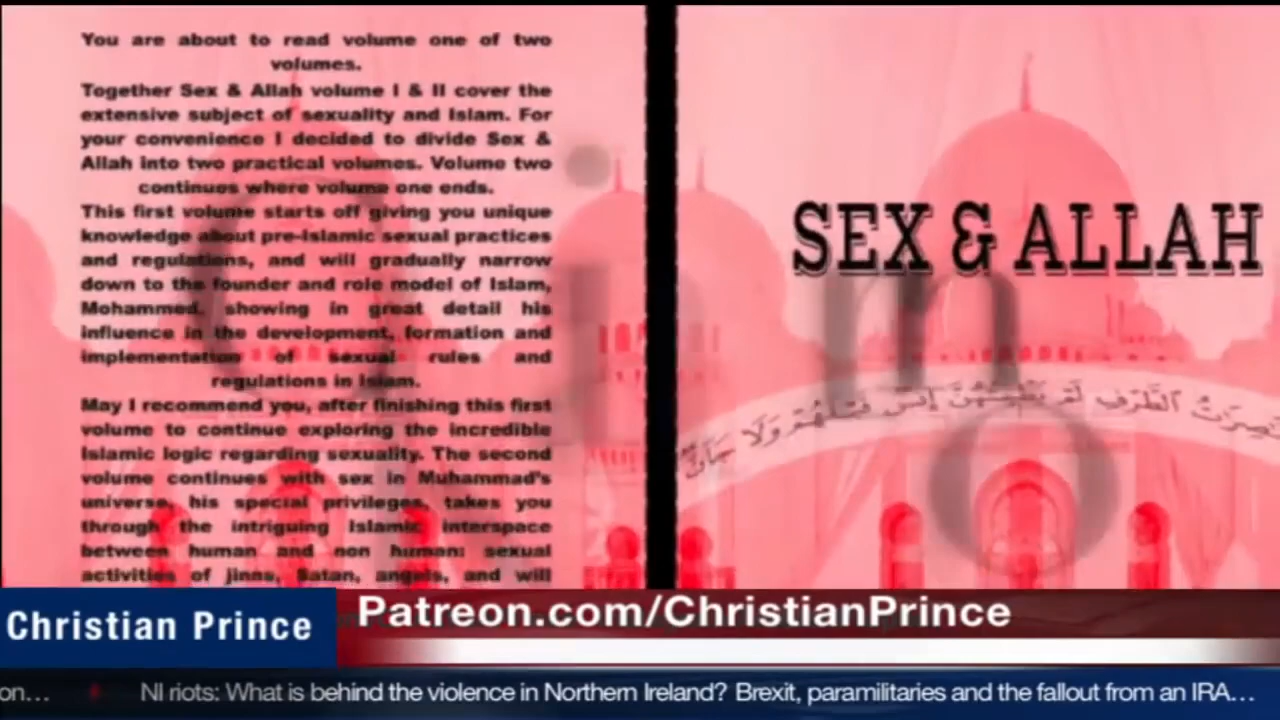 You are about to read volume one of two
volumes.
Together Sex & Allah volume I & II cover the
extensive subject of sexuality and Islam. For
your convenience I decided to divide Sex &
Allah into two practical volumes. Volume two
continues where volume one ends.
This first volume starts off giving you unique
knowledge about pre-Islamic sexual practices
and regulations, and will gradually narrow
down to the founder and role model of Islam,
Mohammed, showing in great detail his
influence in the development, formation and
implementation of sexual rules and
regulations in Islam.
May I recommend you, after finishing this first
volume to continue exploring the incredible
Islamic logic regarding sexuality. The second
volume continues with sex in Muhammad's
universe, his special privileges, takes you
through the intriguing Islamic interspace
between human and non human: sexual
activities of jinns, Satan, angels, and will
SEX & ALLAH
Christian Prince
Patreon.com/ChristianPrince
on... NI riots: What is behind the violence in Northern Ireland? Brexit, paramilitaries and the fallout from an IRA...